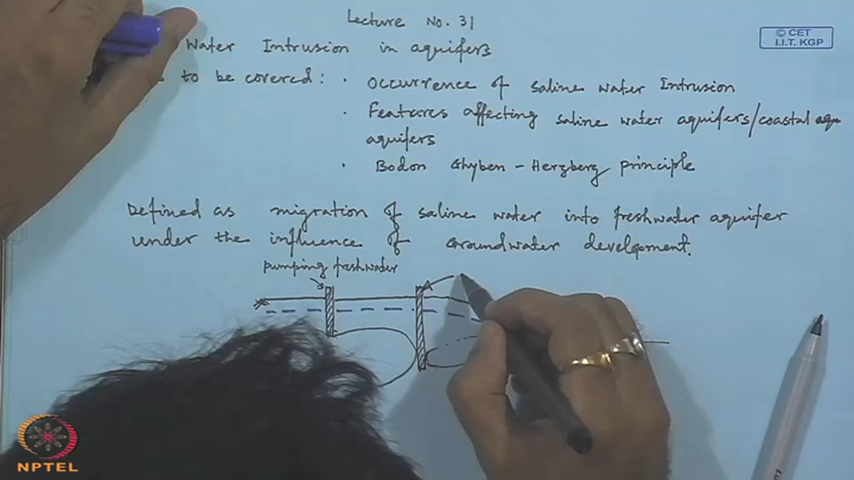 Lecture No. 31
© CET
I.I.T. KGP
Water Intrusion in aquifers
to be covered: · Occurrence of saline water Intrusion
· Features affecting saline water aquifers/coastal aqu
aquifers
· Bodon Ghyben - Herzberg principle
Defined as migration of saline water into freshwater aquifer
under the influence of Groundwater development.
pumping freshwater
NPTEL